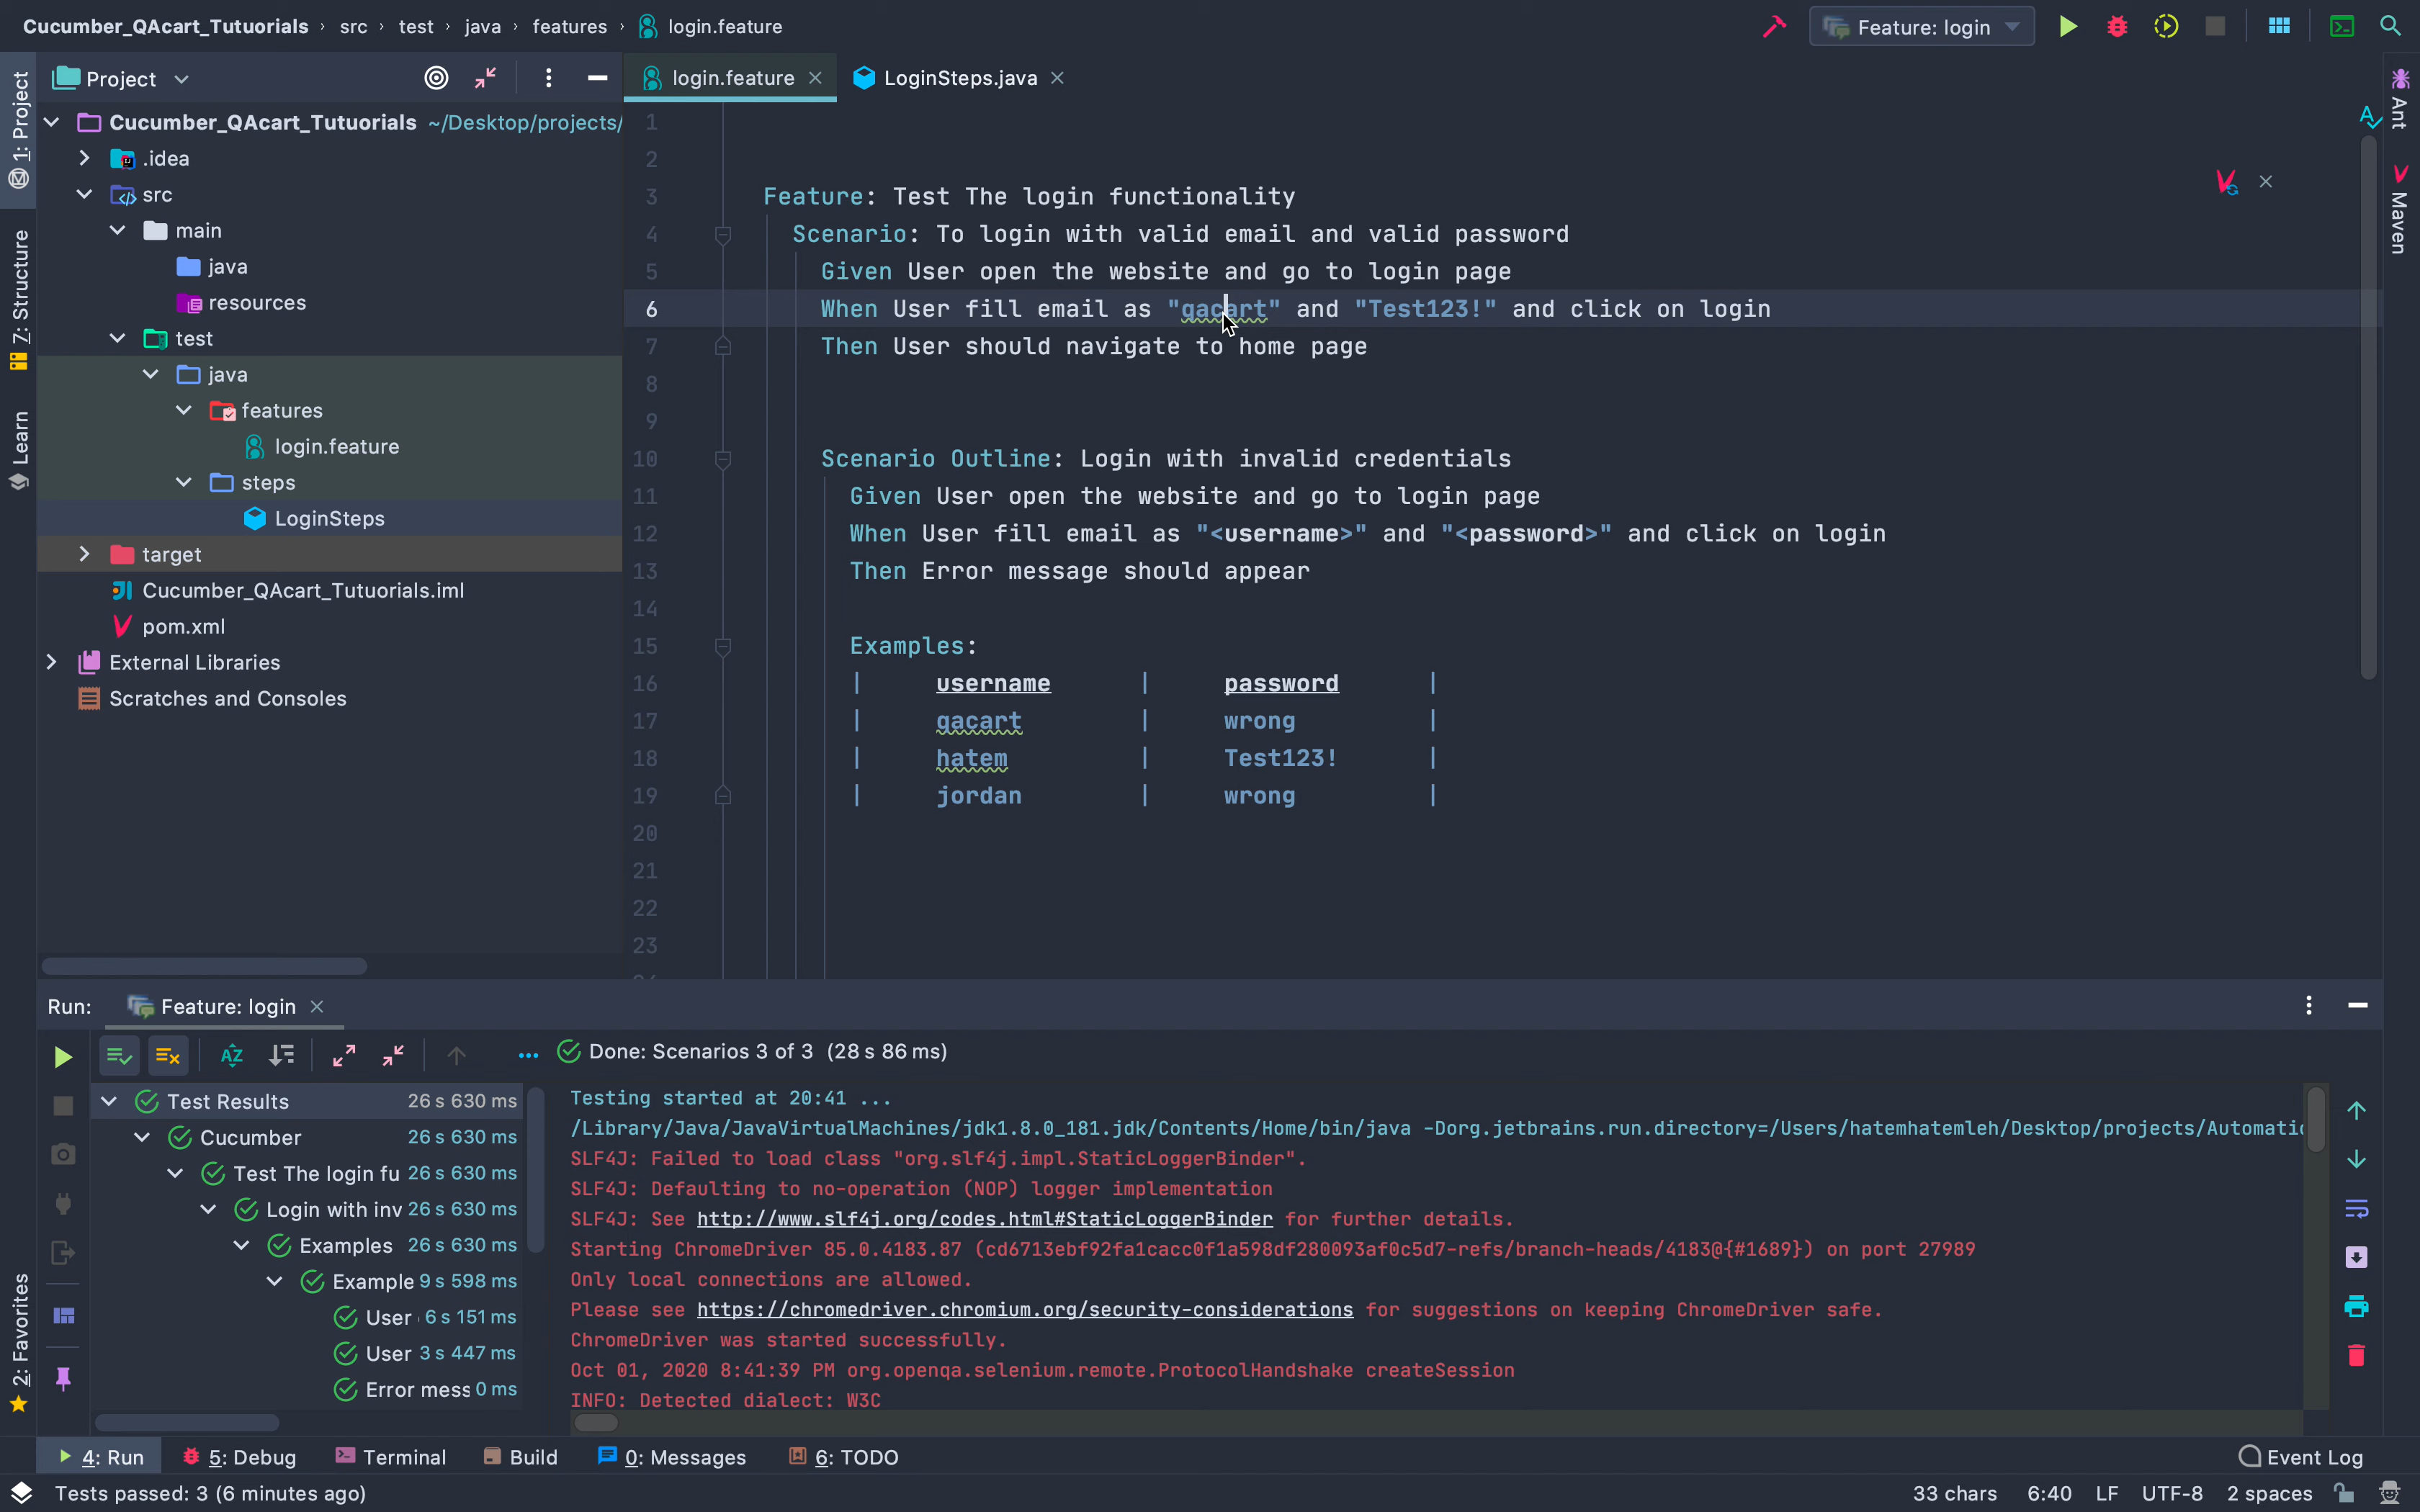 Cucumber_QAcart_Tutuorials › src › test › java › features › login.feature
Feature: login
1: Project
7: Structure
Learn
2: Favorites
Project
Cucumber_QAcart_Tutuorials ~/Desktop/projects/
.idea
src
main
java
resources
test
java
features
login.feature
steps
LoginSteps
target
Cucumber_QAcart_Tutuorials.iml
pom.xml
External Libraries
Scratches and Consoles
login.feature LoginSteps.java
Ant
Maven
1
2
3 Feature: Test The login functionality
4 Scenario: To login with valid email and valid password
5 Given User open the website and go to login page
6 When User fill email as "qacart" and "Test123!" and click on login
7 Then User should navigate to home page
8
9
10 Scenario Outline: Login with invalid credentials
11 Given User open the website and go to login page
12 When User fill email as "<username>" and "<password>" and click on login
13 Then Error message should appear
14
15 Examples:
16 | username | password |
17 | qacart | wrong |
18 | hatem | Test123! |
19 | jordan | wrong |
20
21
22
23
Run: Feature: login
Done: Scenarios 3 of 3 (28 s 86 ms)
Test Results 26 s 630 ms
Cucumber 26 s 630 ms
Test The login fu 26 s 630 ms
Login with inv 26 s 630 ms
Examples 26 s 630 ms
Example 9 s 598 ms
User 6 s 151 ms
User 3 s 447 ms
Error mess 0 ms
Testing started at 20:41 ...
/Library/Java/JavaVirtualMachines/jdk1.8.0_181.jdk/Contents/Home/bin/java -Dorg.jetbrains.run.directory=/Users/hatemhatemleh/Desktop/projects/Automatic
SLF4J: Failed to load class "org.slf4j.impl.StaticLoggerBinder".
SLF4J: Defaulting to no-operation (NOP) logger implementation
SLF4J: See http://www.slf4j.org/codes.html#StaticLoggerBinder for further details.
Starting ChromeDriver 85.0.4183.87 (cd6713ebf92fa1cacc0f1a598df280093af0c5d7-refs/branch-heads/4183@{#1689}) on port 27989
Only local connections are allowed.
Please see https://chromedriver.chromium.org/security-considerations for suggestions on keeping ChromeDriver safe.
ChromeDriver was started successfully.
Oct 01, 2020 8:41:39 PM org.openqa.selenium.remote.ProtocolHandshake createSession
INFO: Detected dialect: W3C
4: Run 5: Debug Terminal Build 0: Messages 6: TODO Event Log
Tests passed: 3 (6 minutes ago) 33 chars 6:40 LF UTF-8 2 spaces